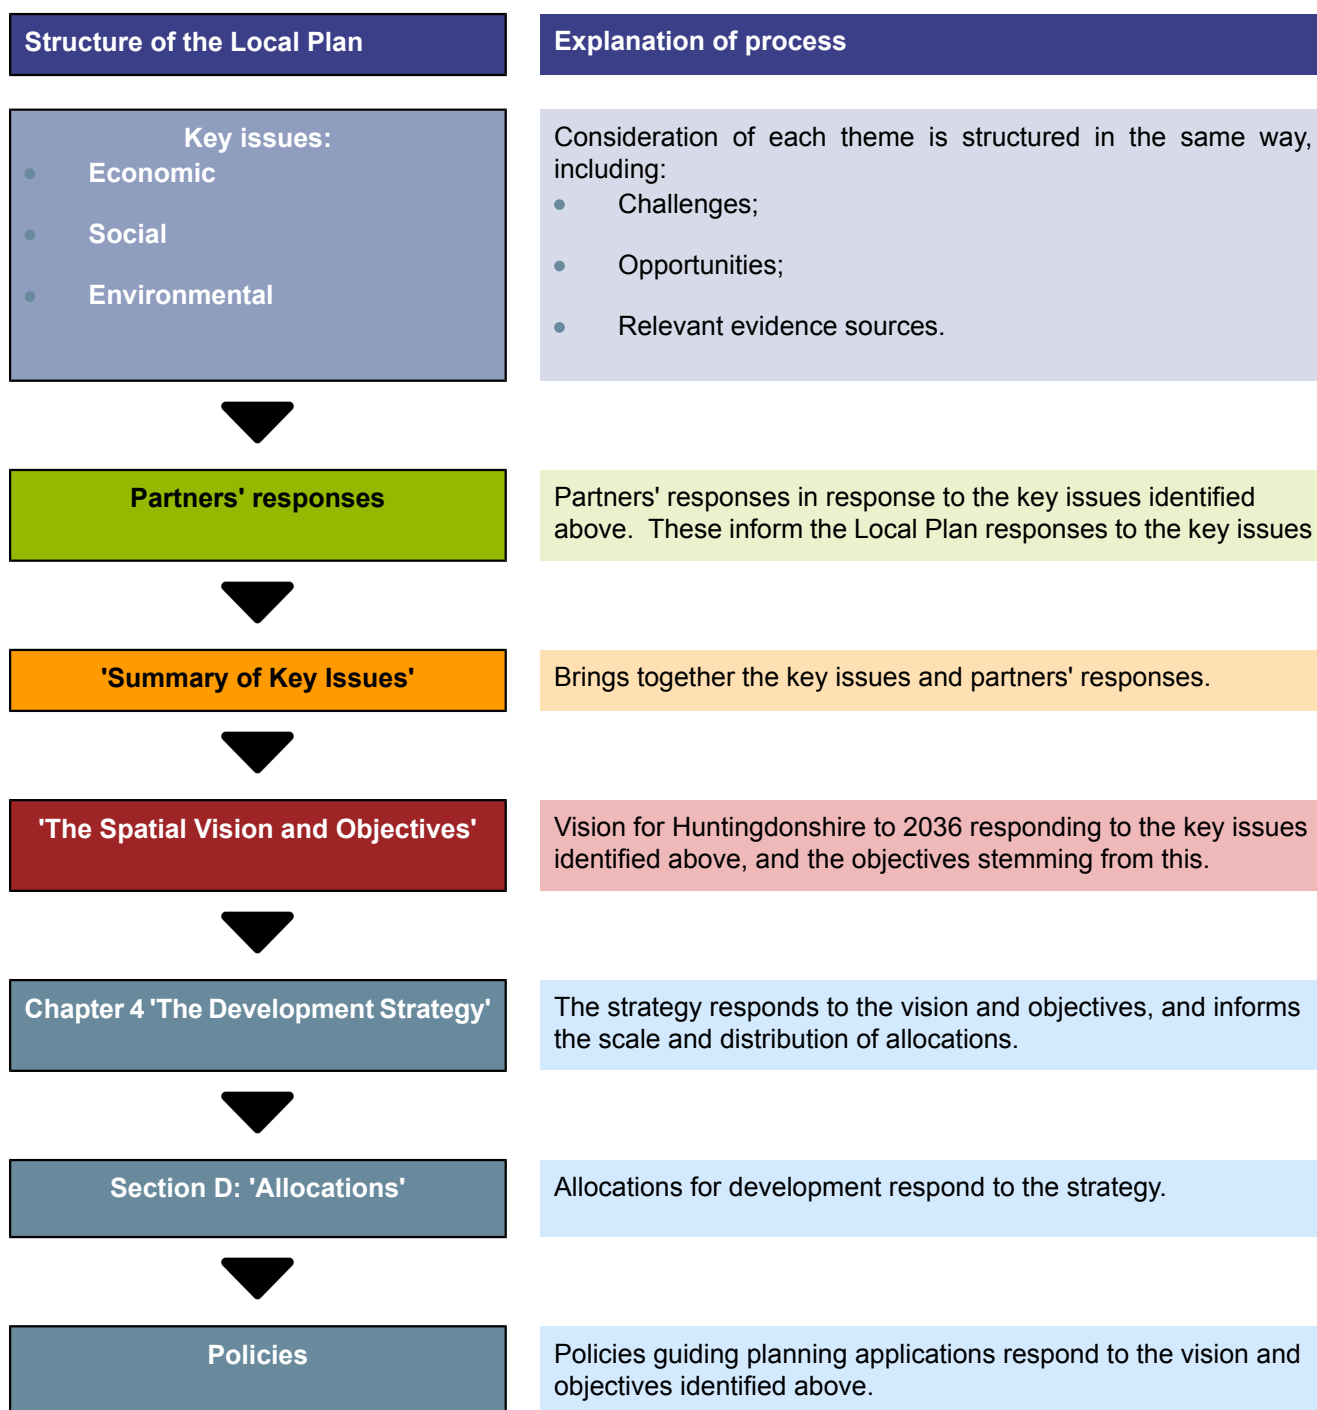 Structure of the Local Plan
Explanation of process
Key issues:
Economic
Social
Environmental
Consideration of each theme is structured in the same way,
including:
Challenges;
Opportunities;
Relevant evidence sources.
Partners' responses
Partners' responses in response to the key issues identified
above. These inform the Local Plan responses to the key issues
'Summary of Key Issues'
Brings together the key issues and partners' responses.
'The Spatial Vision and Objectives'
Vision for Huntingdonshire to 2036 responding to the key issues
identified above, and the objectives stemming from this.
Chapter 4 'The Development Strategy'
The strategy responds to the vision and objectives, and informs
the scale and distribution of allocations.
Section D: 'Allocations'
Allocations for development respond to the strategy.
Policies
Policies guiding planning applications respond to the vision and
objectives identified above.